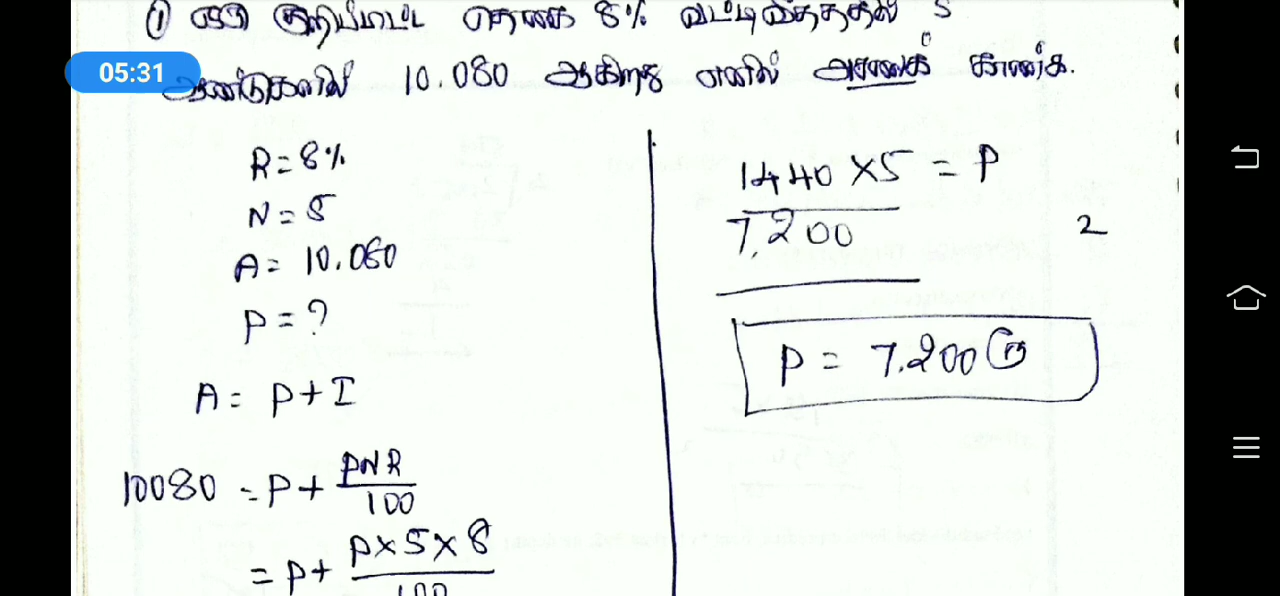 ① ஒரு குறிப்பிட்ட தொகை 8% வட்டி வீதத்தில் 5
05:31
ஆண்டுகளில் 10.080 ஆகிறது எனில் அசலைக் காண்க.
R = 8%
N = 5
A = 10.080
P = ?
A = P + I
10080 = P + PNR/100
= P + P×5×8/100
1440 × 5 = P
7,200
2
P = 7.200 ரூ